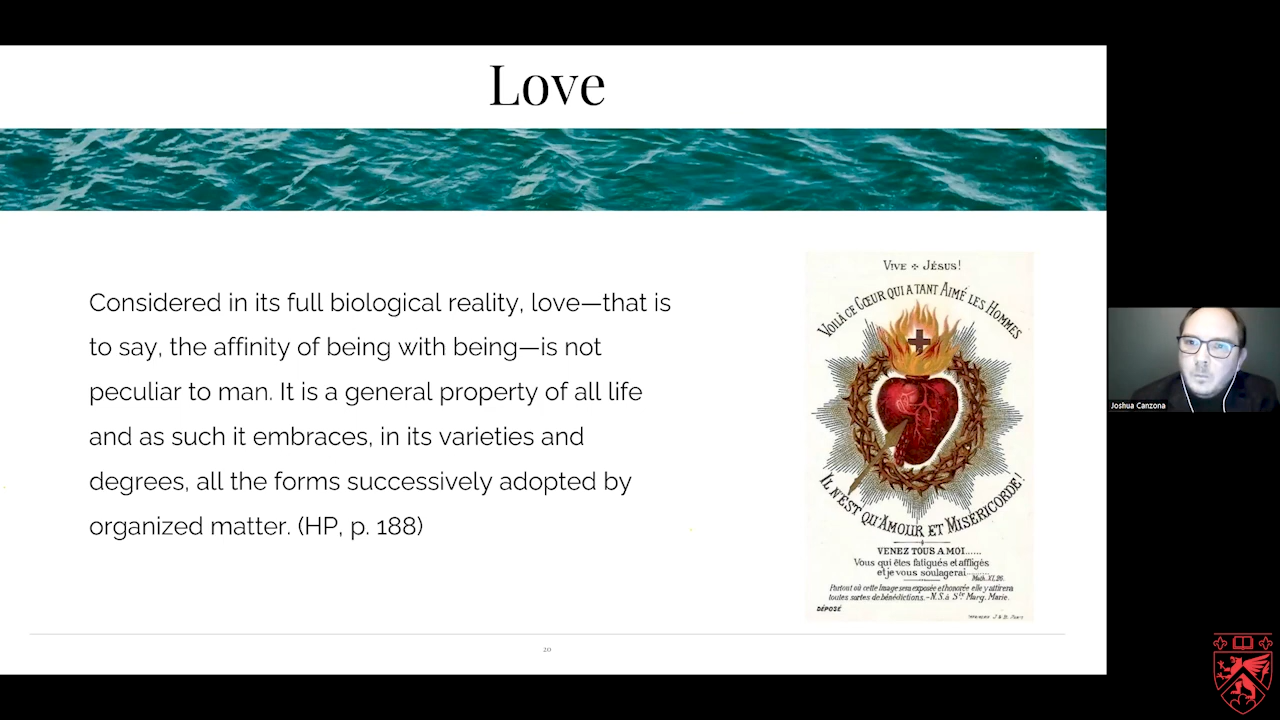 Love
Considered in its full biological reality, love—that is
to say, the affinity of being with being—is not
peculiar to man. It is a general property of all life
and as such it embraces, in its varieties and
degrees, all the forms successively adopted by
organized matter. (HP, p. 188)
VIVE ✣ JÉSUS!
VOILÀ CE CŒUR QUI A TANT AIMÉ LES HOMMES
IL N'EST QU'AMOUR ET MISÉRICORDE!
VENEZ TOUS A MOI......
Vous qui êtes fatigués et affligés
et je vous soulagerai.......
Math. XI, 28.
Partout où cette Image sera exposée et honorée elle y attirera
toutes sortes de bénédictions. - N.S. à Ste Marg. Marie.
DÉPOSÉ
20
Joshua Canzona